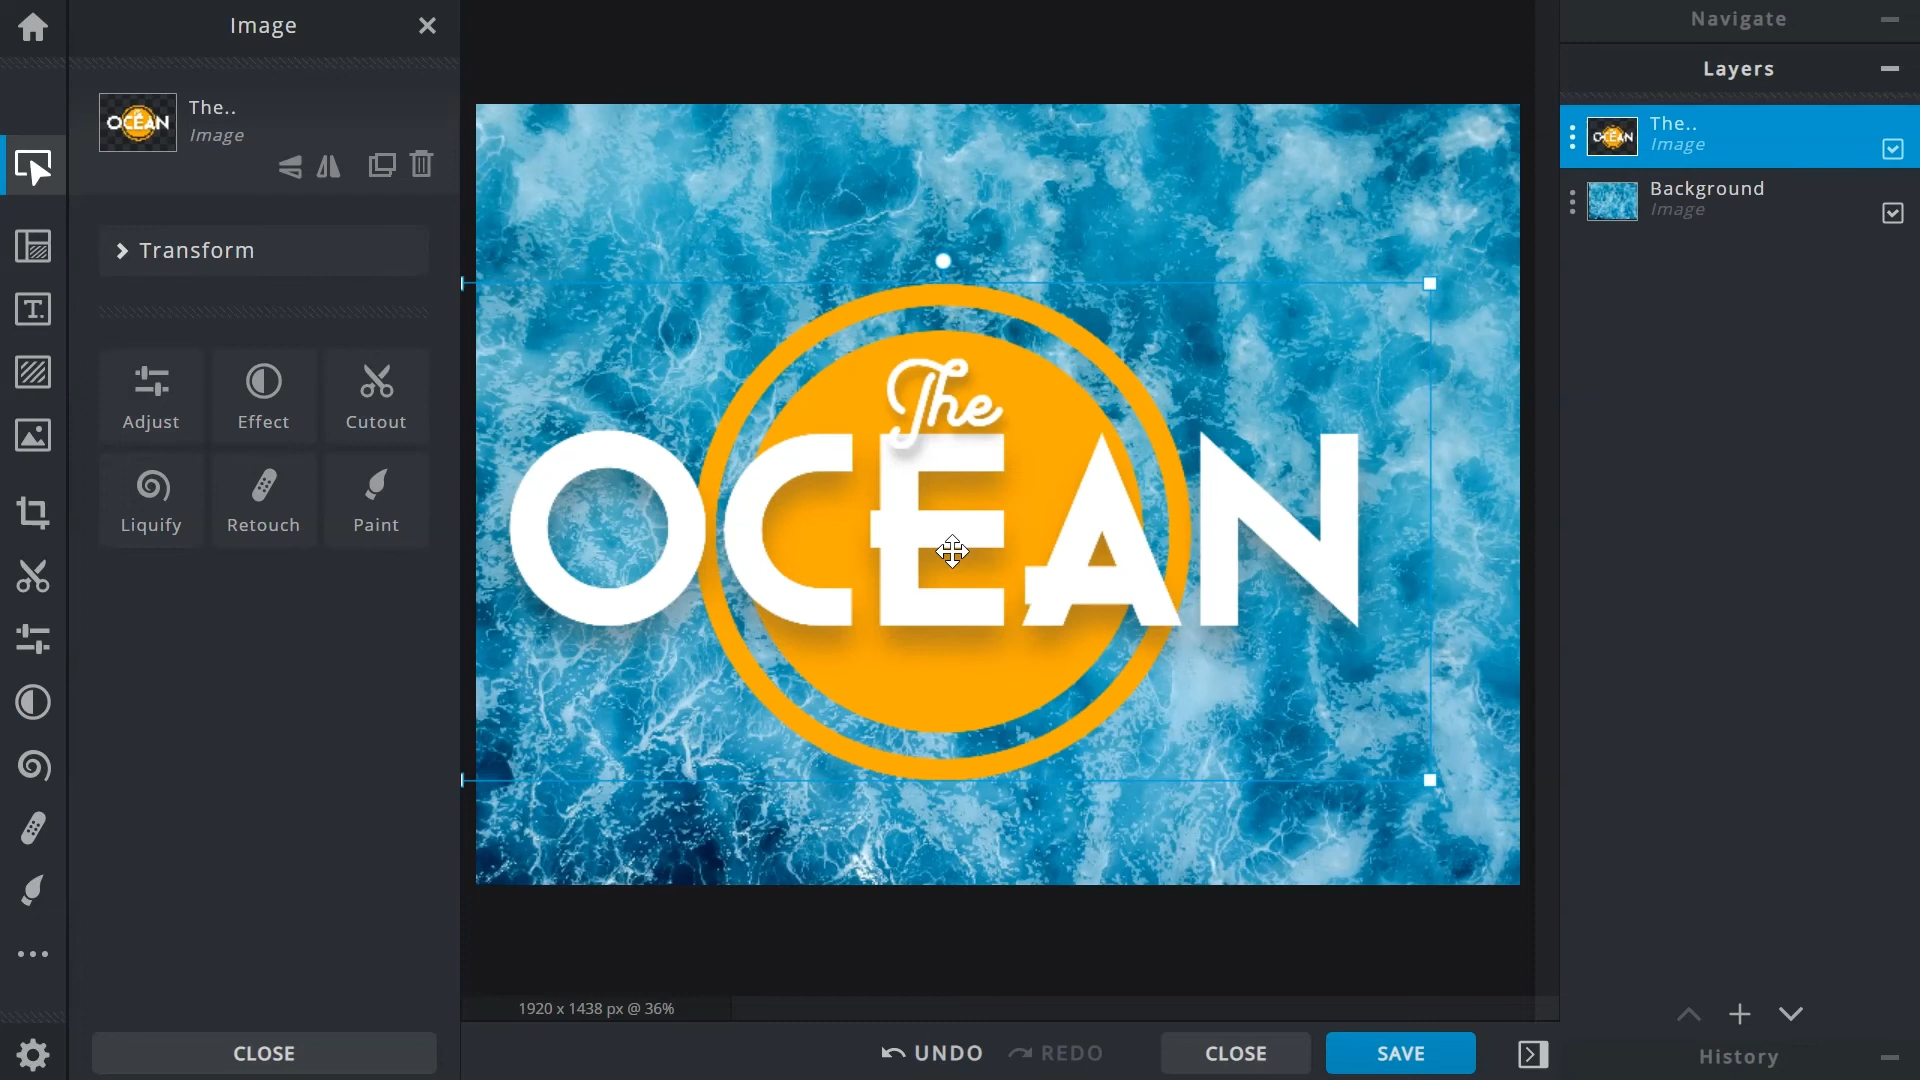 Image
The..
Image
Transform
Adjust
Effect
Cutout
Liquify
Retouch
Paint
CLOSE
The
OCEAN
1920 x 1438 px @ 36%
UNDO
REDO
CLOSE
SAVE
Navigate
Layers
OCEAN
The..
Image
Background
Image
History